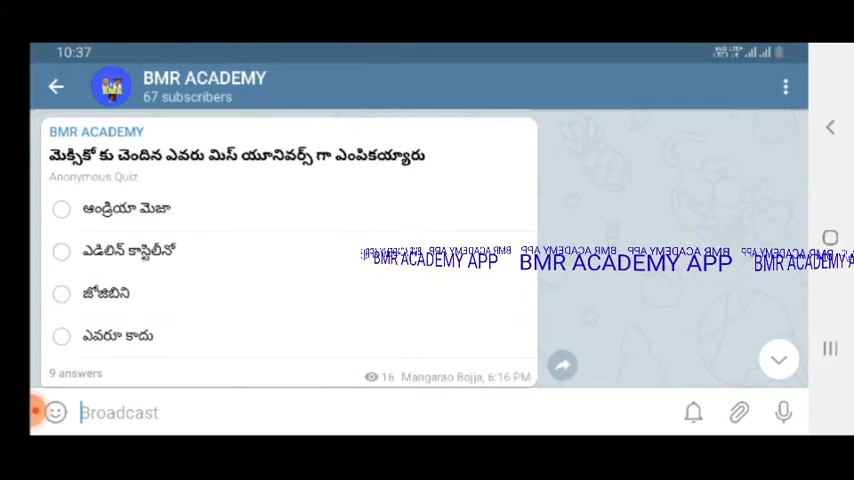 10:37
BMR ACADEMY
67 subscribers
BMR ACADEMY
మెక్సికో కు చెందిన ఎవరు మిస్ యూనివర్స్ గా ఎంపికయ్యారు
Anonymous Quiz
ఆండ్రియా మెజా
ఎడిలిన్ కాస్టిలీనో
జోజిబిని
ఎవరూ కాదు
BMR ACADEMY APP BMR ACADEMY APP BMR ACADEMY
9 answers
16 Mangarao Bojja, 6:16 PM
Broadcast